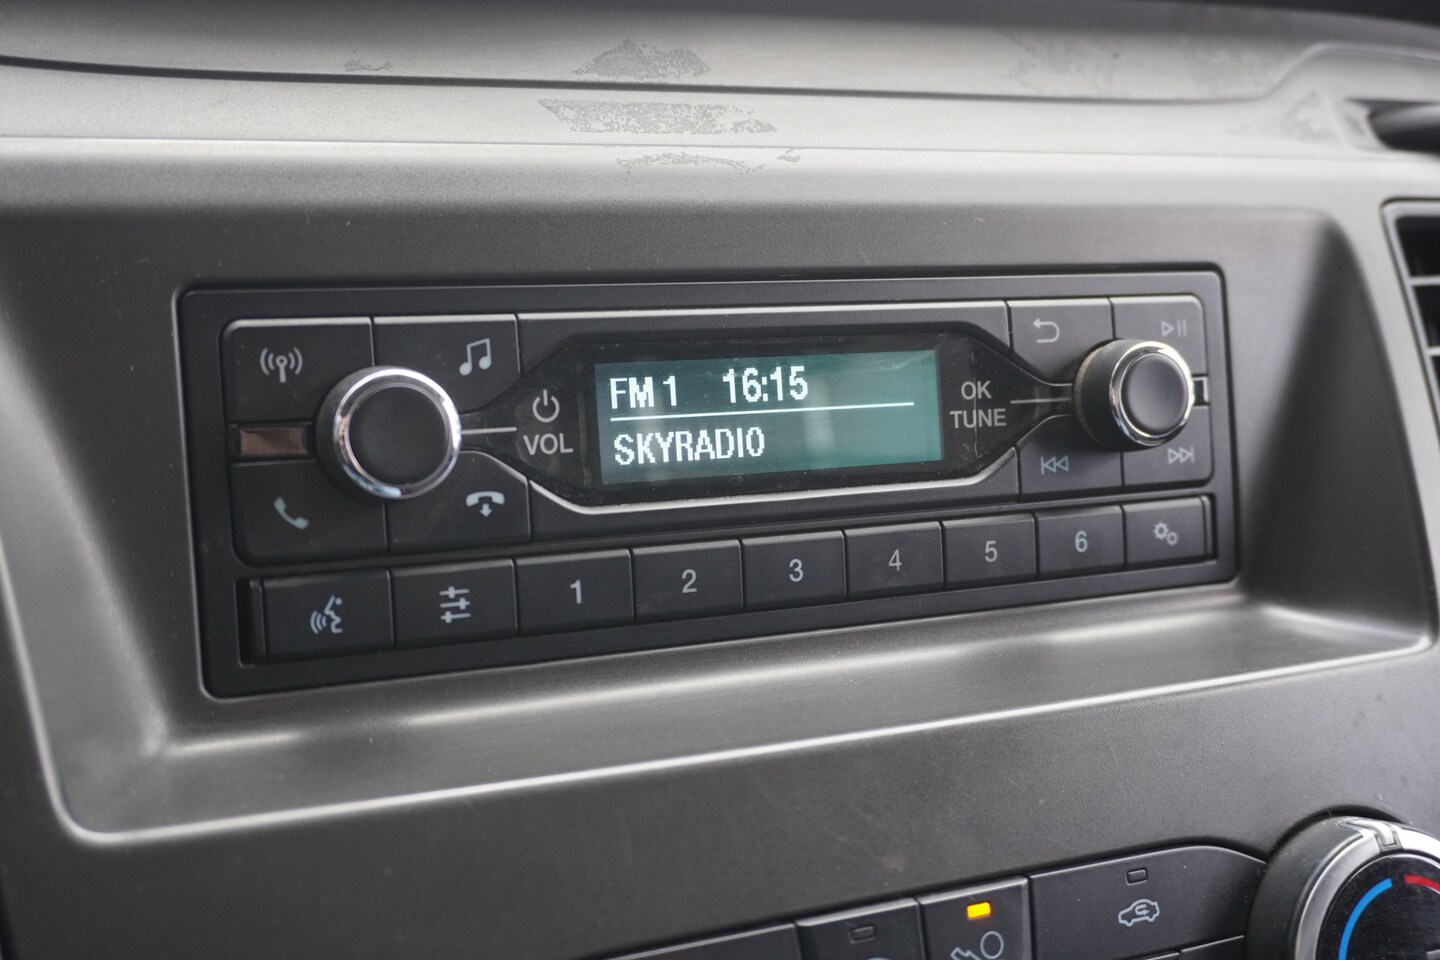 FM 1 16:15
SKYRADIO
VOL
OK
TUNE
1 2 3 4 5 6